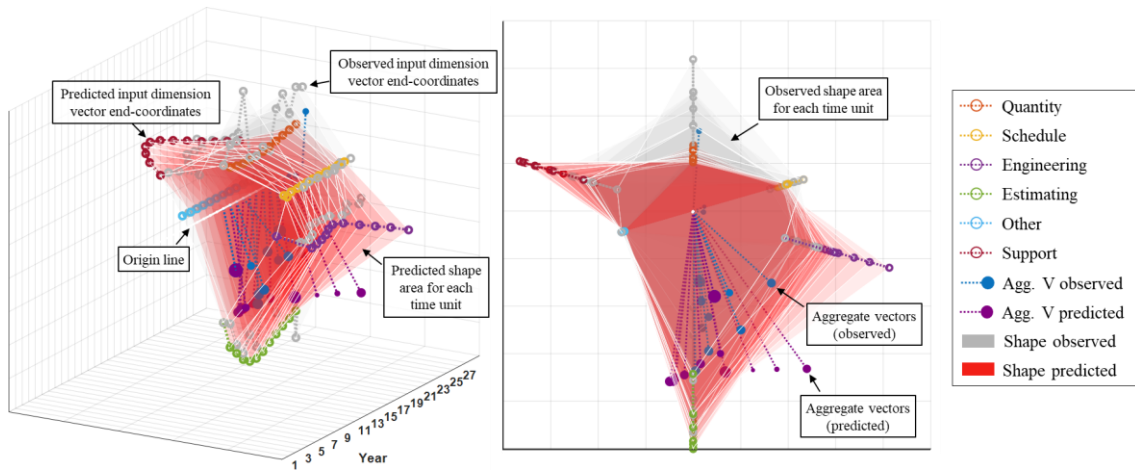 Observed input dimension
vector end-coordinates
Predicted input dimension
vector end-coordinates
Origin line
Predicted shape
area for each
time unit
1 3 5 7 9 11 13 15 17 19 21 23 25 27
Year
Observed shape area
for each time unit
Aggregate vectors
(observed)
Aggregate vectors
(predicted)
Quantity
Schedule
Engineering
Estimating
Other
Support
Agg. V observed
Agg. V predicted
Shape observed
Shape predicted